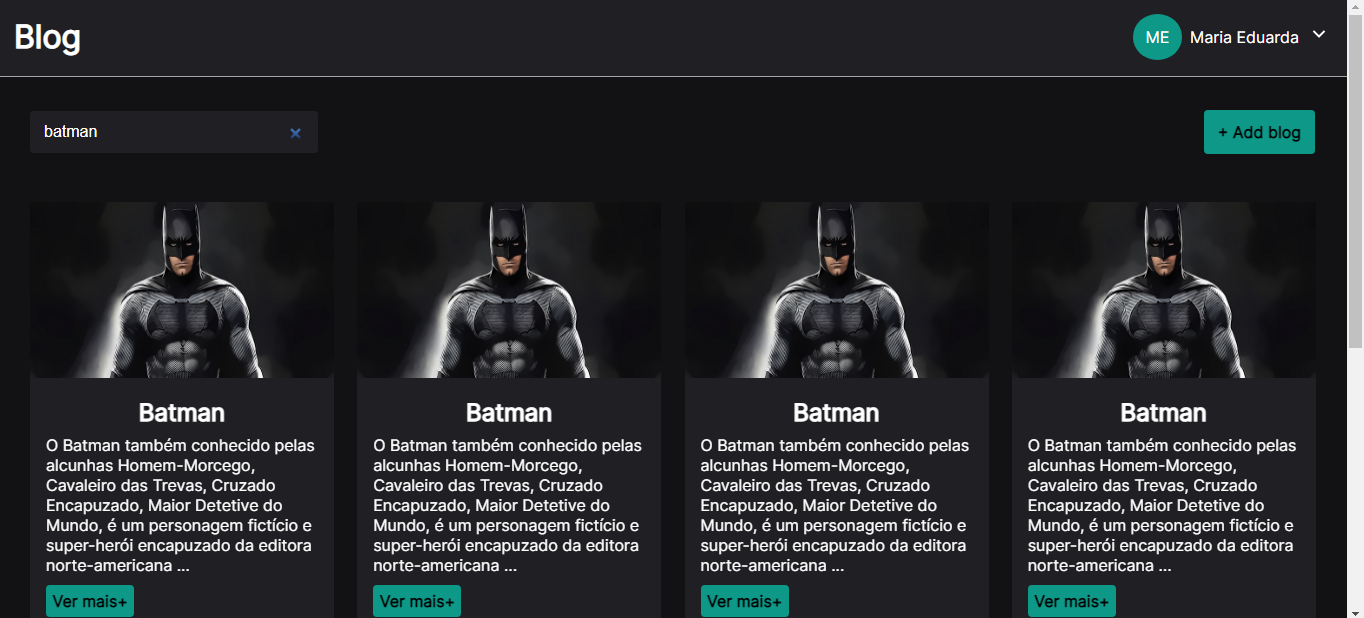 Blog
ME Maria Eduarda
batman
+ Add blog
Batman
O Batman também conhecido pelas
alcunhas Homem-Morcego,
Cavaleiro das Trevas, Cruzado
Encapuzado, Maior Detetive do
Mundo, é um personagem fictício e
super-herói encapuzado da editora
norte-americana ...
Ver mais+
Batman
O Batman também conhecido pelas
alcunhas Homem-Morcego,
Cavaleiro das Trevas, Cruzado
Encapuzado, Maior Detetive do
Mundo, é um personagem fictício e
super-herói encapuzado da editora
norte-americana ...
Ver mais+
Batman
O Batman também conhecido pelas
alcunhas Homem-Morcego,
Cavaleiro das Trevas, Cruzado
Encapuzado, Maior Detetive do
Mundo, é um personagem fictício e
super-herói encapuzado da editora
norte-americana ...
Ver mais+
Batman
O Batman também conhecido pelas
alcunhas Homem-Morcego,
Cavaleiro das Trevas, Cruzado
Encapuzado, Maior Detetive do
Mundo, é um personagem fictício e
super-herói encapuzado da editora
norte-americana ...
Ver mais+